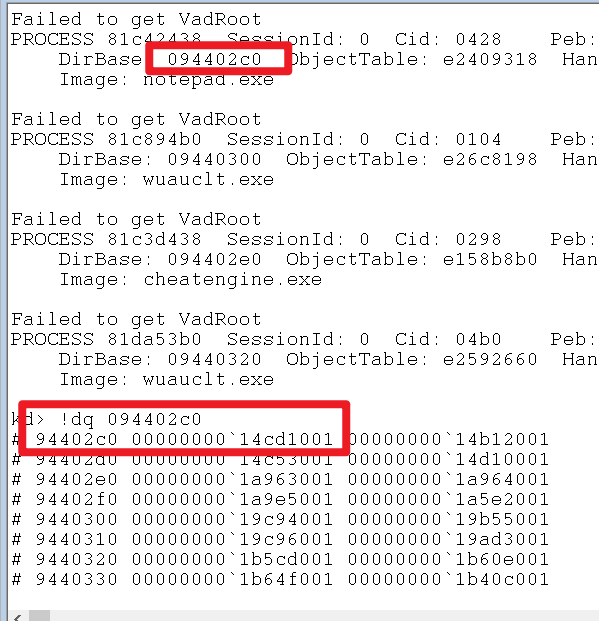 Failed to get VadRoot
PROCESS 81c42438 SessionId: 0 Cid: 0428 Peb:
DirBase: 094402c0 ObjectTable: e2409318 Han
Image: notepad.exe
Failed to get VadRoot
PROCESS 81c894b0 SessionId: 0 Cid: 0104 Peb:
DirBase: 09440300 ObjectTable: e26c8198 Han
Image: wuauclt.exe
Failed to get VadRoot
PROCESS 81c3d438 SessionId: 0 Cid: 0298 Peb:
DirBase: 094402e0 ObjectTable: e158b8b0 Han
Image: cheatengine.exe
Failed to get VadRoot
PROCESS 81da53b0 SessionId: 0 Cid: 04b0 Peb:
DirBase: 09440320 ObjectTable: e2592660 Han
Image: wuauclt.exe
kd> !dq 094402c0
# 94402c0 00000000`14cd1001 00000000`14b12001
# 94402d0 00000000`14c53001 00000000`14d10001
# 94402e0 00000000`1a963001 00000000`1a964001
# 94402f0 00000000`1a9e5001 00000000`1a5e2001
# 9440300 00000000`19c94001 00000000`19b55001
# 9440310 00000000`19c96001 00000000`19ad3001
# 9440320 00000000`1b5cd001 00000000`1b60e001
# 9440330 00000000`1b64f001 00000000`1b40c001